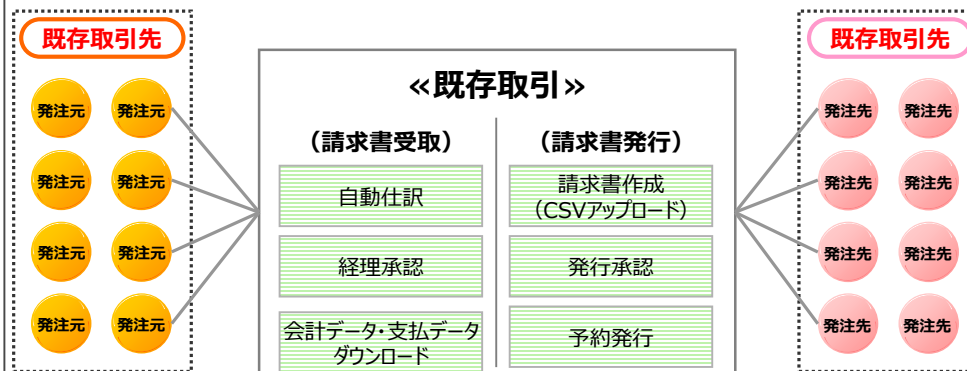 既存取引先
発注元 発注元
発注元 発注元
発注元 発注元
発注元 発注元
≪既存取引≫
（請求書受取）
自動仕訳
経理承認
会計データ・支払データ
ダウンロード
（請求書発行）
請求書作成
（CSVアップロード）
発行承認
予約発行
既存取引先
発注先 発注先
発注先 発注先
発注先 発注先
発注先 発注先